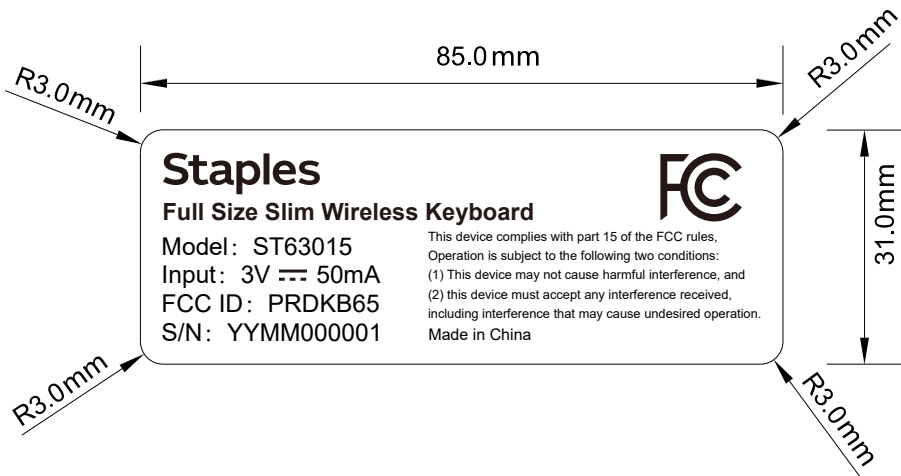 85.0mm
R3.0mm
R3.0mm
Staples
FC
Full Size Slim Wireless Keyboard
Model: ST63015
Input: 3V 50mA
FCC ID: PRDKB65
S/N: YYMM000001
This device complies with part 15 of the FCC rules,
Operation is subject to the following two conditions:
(1) This device may not cause harmful interference, and
(2) this device must accept any interference received,
including interference that may cause undesired operation.
Made in China
31.0mm
R3.0mm
R3.0mm